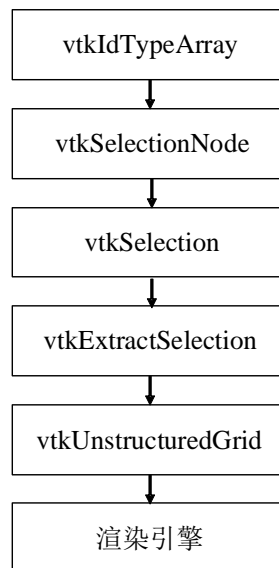 vtkIdTypeArray
vtkSelectionNode
vtkSelection
vtkExtractSelection
vtkUnstructuredGrid
渲染引擎